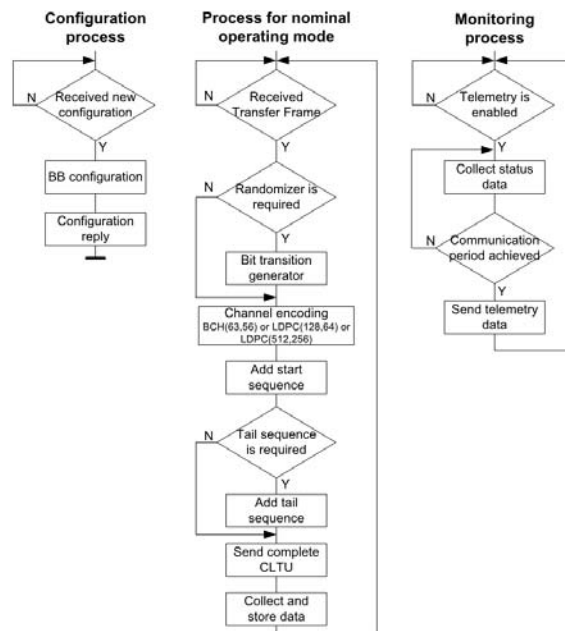 Configuration
process
N
Received new
configuration
Y
BB configuration
Configuration
reply
Process for nominal
operating mode
N
Received
Transfer Frame
Y
N
Randomizer is
required
Y
Bit transition
generator
Channel encoding
BCH(63,56) or LDPC(128,64) or
LDPC(512,256)
Add start
sequence
N
Tail sequence
is required
Y
Add tail
sequence
Send complete
CLTU
Collect and
store data
Monitoring
process
N
Telemetry is
enabled
Y
Collect status
data
N
Communication
period achieved
Y
Send telemetry
data